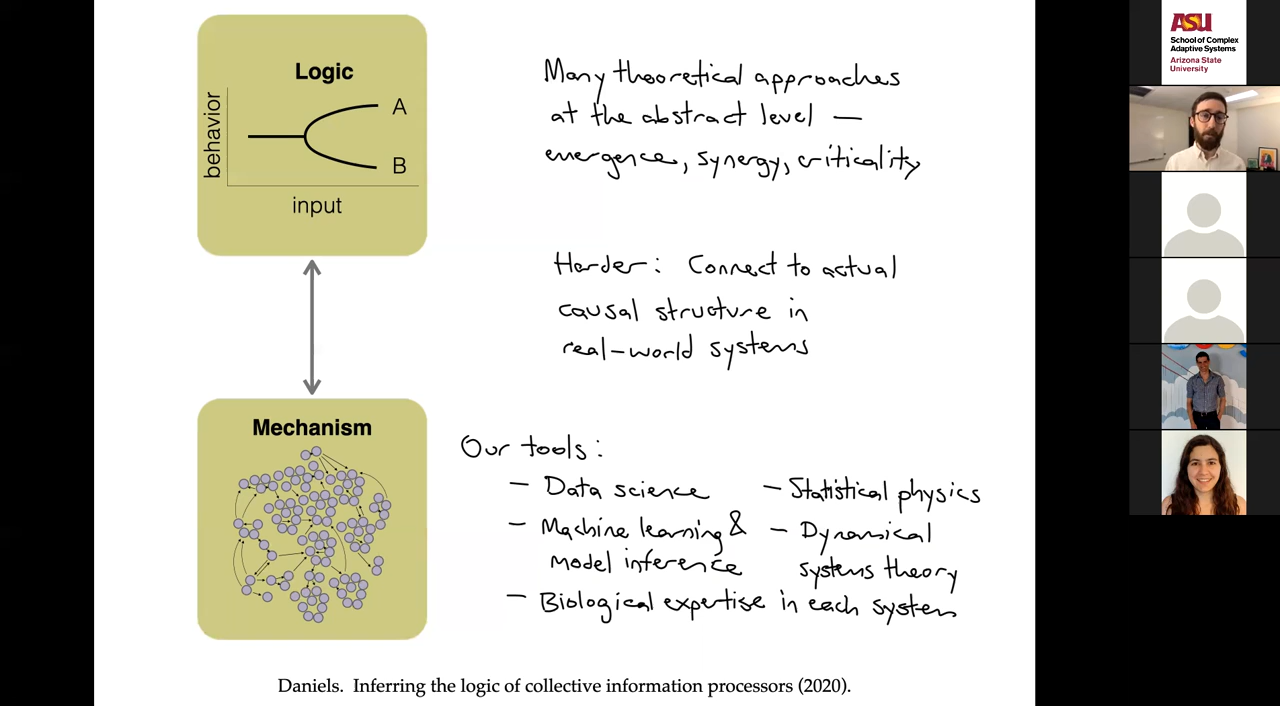 Logic
behavior
A
B
input
Many theoretical approaches
at the abstract level —
emergence, synergy, criticality
Harder: Connect to actual
causal structure in
real-world systems
Mechanism
Our tools:
- Data science
- Machine learning &
model inference
- Statistical physics
- Dynamical
systems theory
- Biological expertise in each system
Daniels. Inferring the logic of collective information processors (2020).
ASU
School of Complex
Adaptive Systems
Arizona State
University